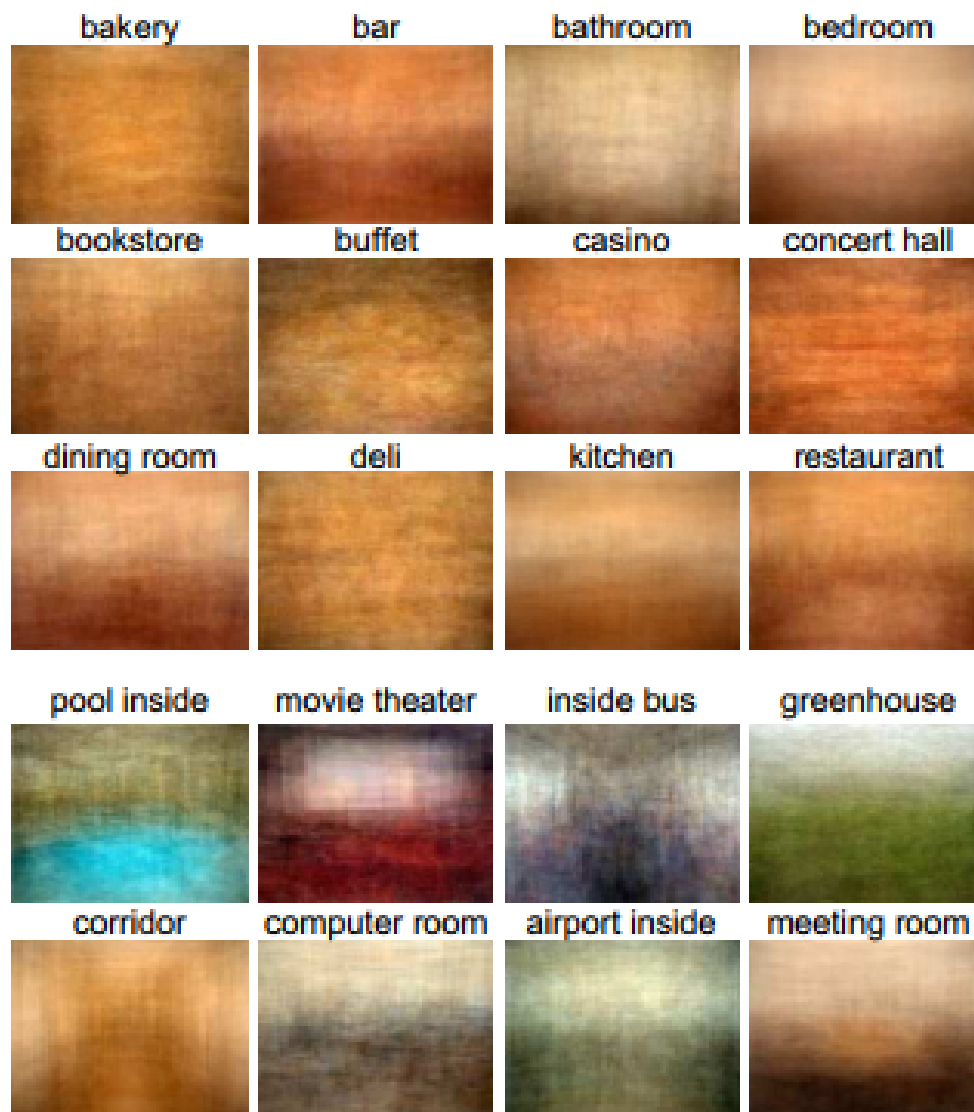 bakery bar bathroom bedroom
bookstore buffet casino concert hall
dining room deli kitchen restaurant
pool inside movie theater inside bus greenhouse
corridor computer room airport inside meeting room